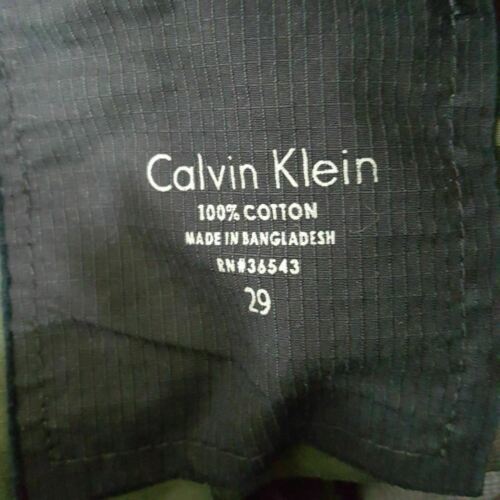 Calvin Klein
100% COTTON
MADE IN BANGLADESH
RN#36543
29